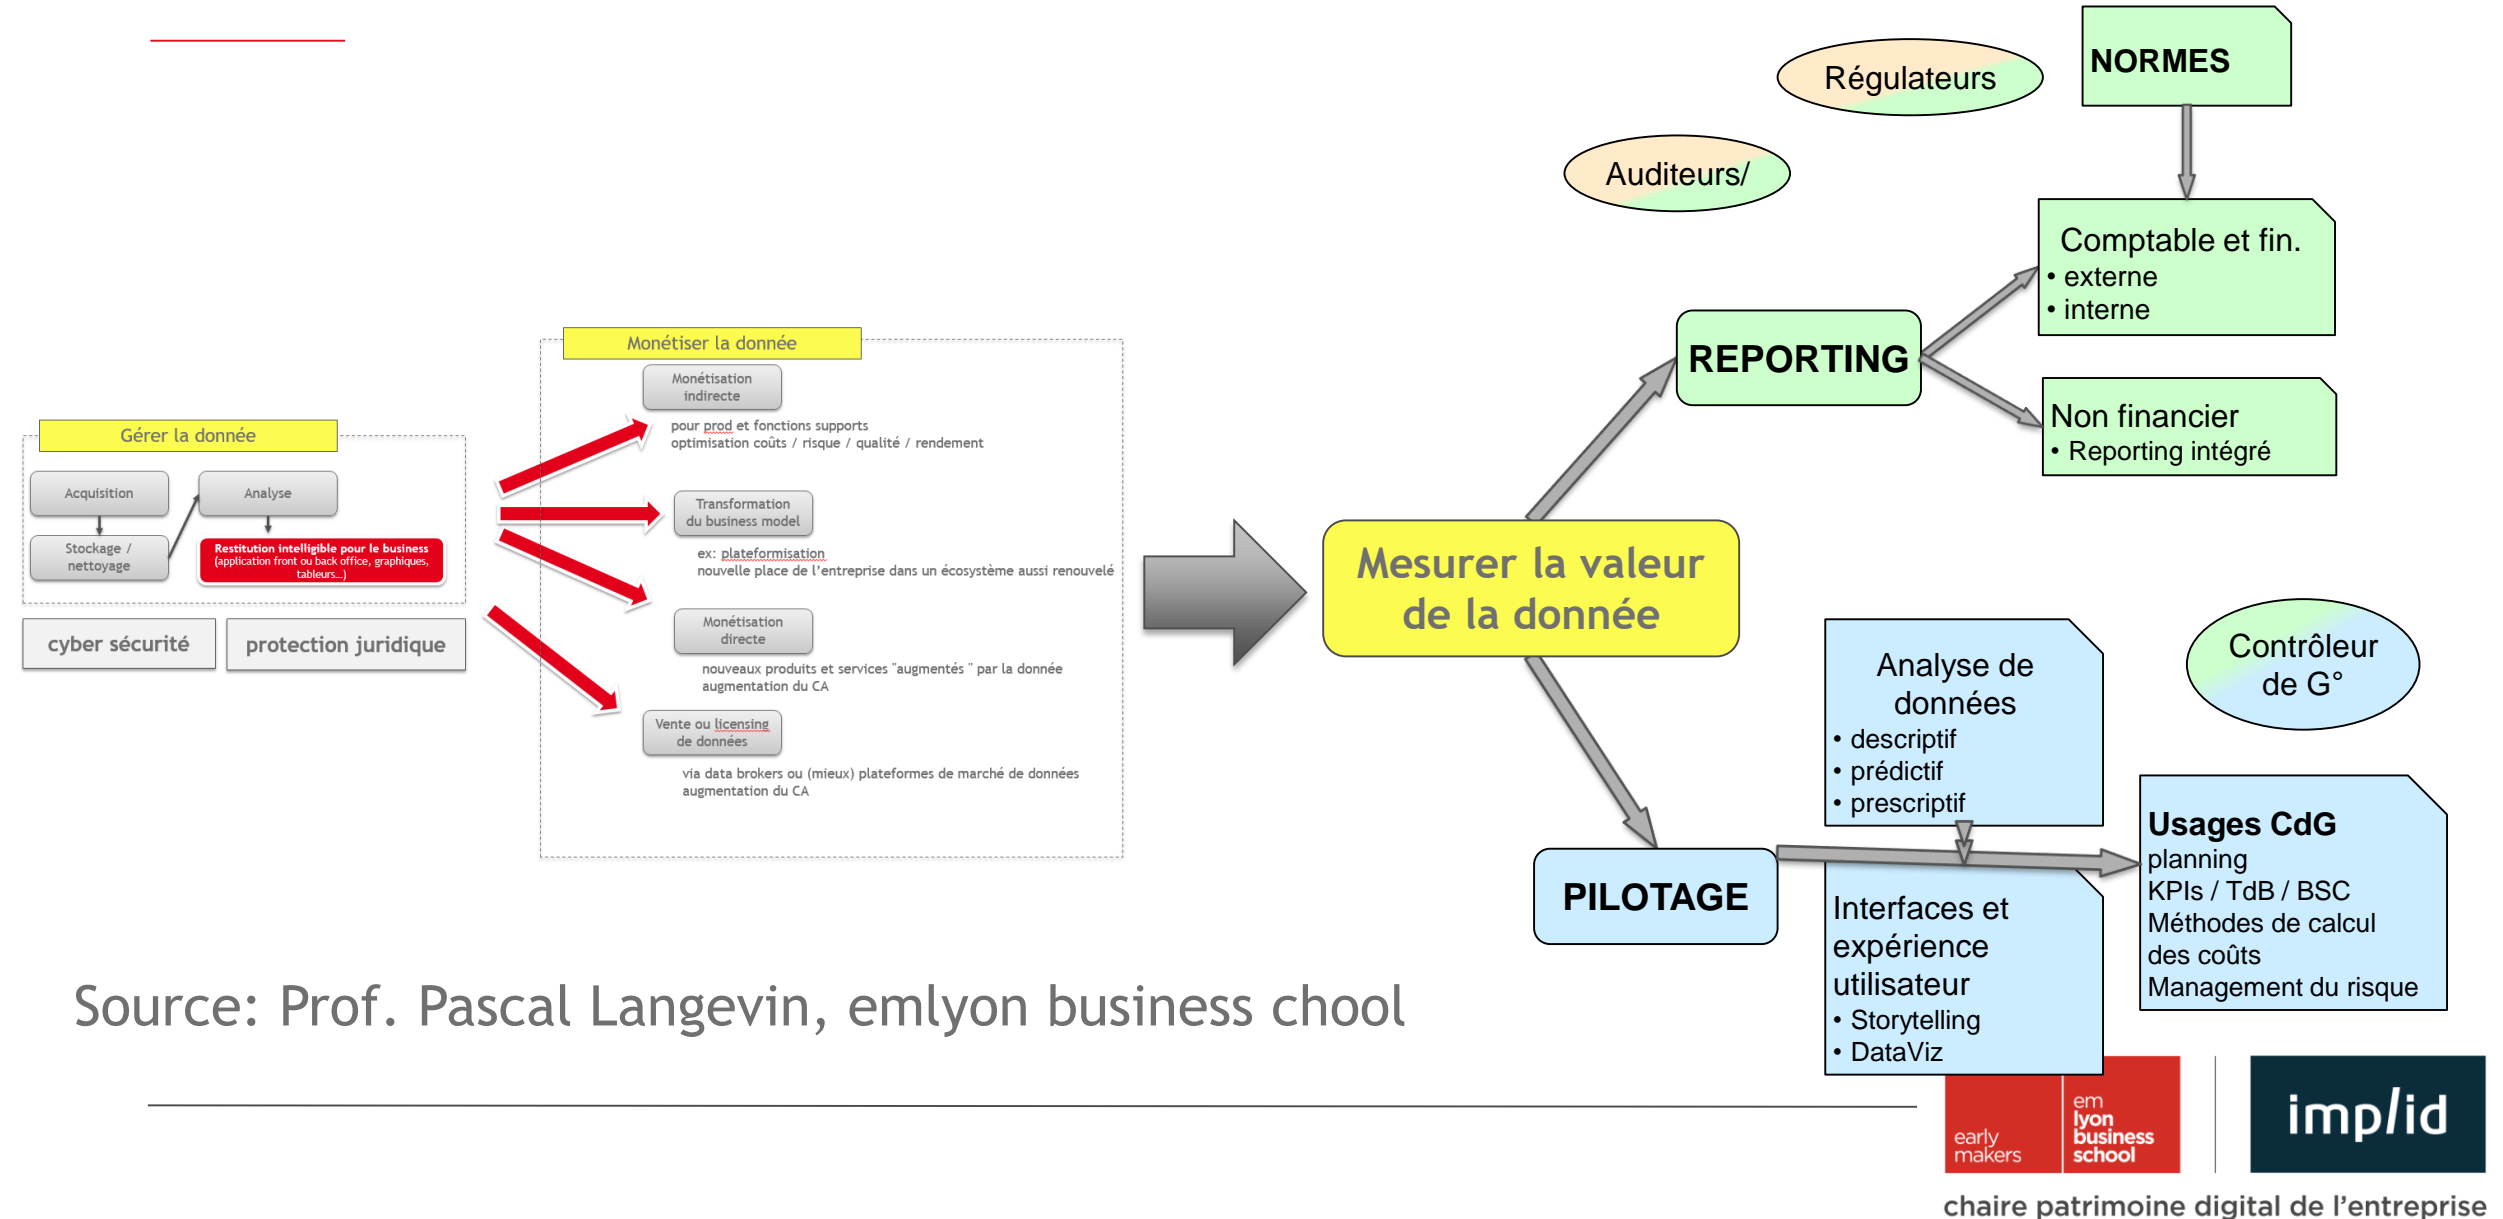 Gérer la donnée
Acquisition
Analyse
Stockage /
nettoyage
Restitution intelligible pour le business
(application front ou back office, graphiques,
tableurs…)
cyber sécurité
protection juridique
Monétiser la donnée
Monétisation
indirecte
pour prod et fonctions supports
optimisation coûts / risque / qualité / rendement
Transformation
du business model
ex: plateformisation
nouvelle place de l'entreprise dans un écosystème aussi renouvelé
Monétisation
directe
nouveaux produits et services "augmentés " par la donnée
augmentation du CA
Vente ou licensing
de données
via data brokers ou (mieux) plateformes de marché de données
augmentation du CA
Mesurer la valeur
de la donnée
Régulateurs
Auditeurs/
NORMES
REPORTING
Comptable et fin.
• externe
• interne
Non financier
• Reporting intégré
PILOTAGE
Analyse de
données
• descriptif
• prédictif
• prescriptif
Contrôleur
de G°
Interfaces et
expérience
utilisateur
• Storytelling
• DataViz
Usages CdG
planning
KPIs / TdB / BSC
Méthodes de calcul
des coûts
Management du risque
Source: Prof. Pascal Langevin, emlyon business chool
early
makers
em
lyon
business
school
implid
chaire patrimoine digital de l'entreprise